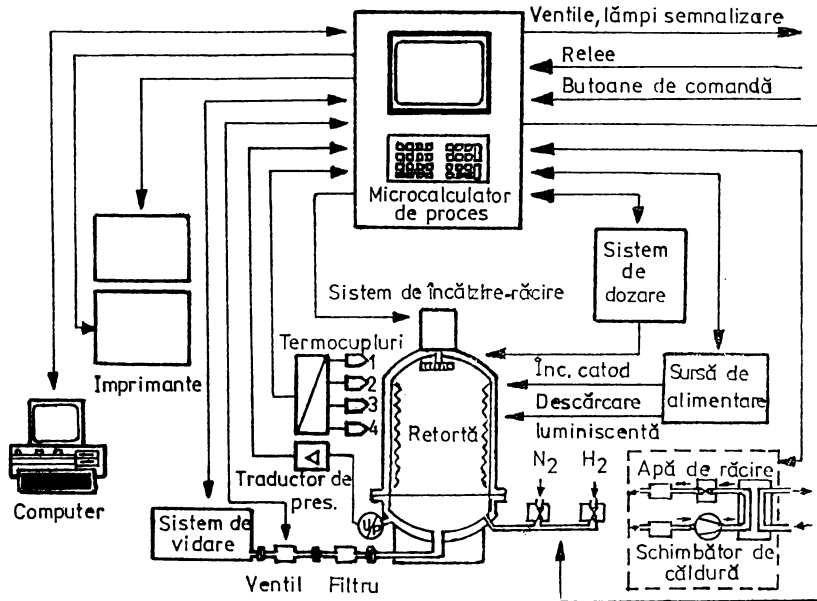 Ventile, lămpi semnalizare
Relee
Butoane de comandă
Microcalculator
de proces
Sistem
de
dozare
Sistem de încălzire-răcire
Termocupluri
1
2
3
4
Imprimante
Înc. catod
Descărcare
luminiscentă
Sursă de
alimentare
Retortă
Traductor de
pres.
N2
H2
Apă de răcire
Computer
Sistem de
vidare
U/p
Schimbător de
căldură
Ventil
Filtru